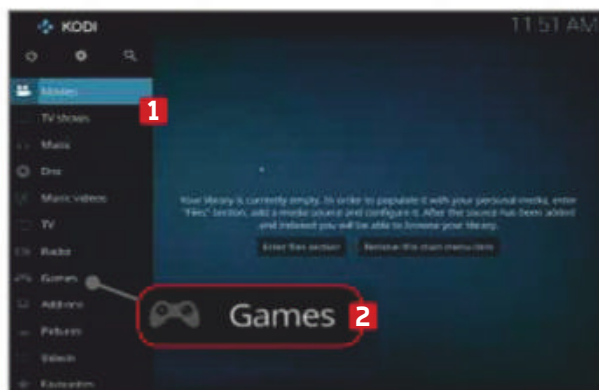 KODI
11:51 AM
Movies
1
TV shows
Music
Disc
Music videos
Your library is currently empty. In order to populate it with your personal media, enter
"Files" section, add a media source and configure it. After the source has been added
and indexed you will be able to browse your library.
TV
Radio
Enter files section
Remove this main menu item
Games
Add-ons
Games 2
Pictures
Videos
Favourites